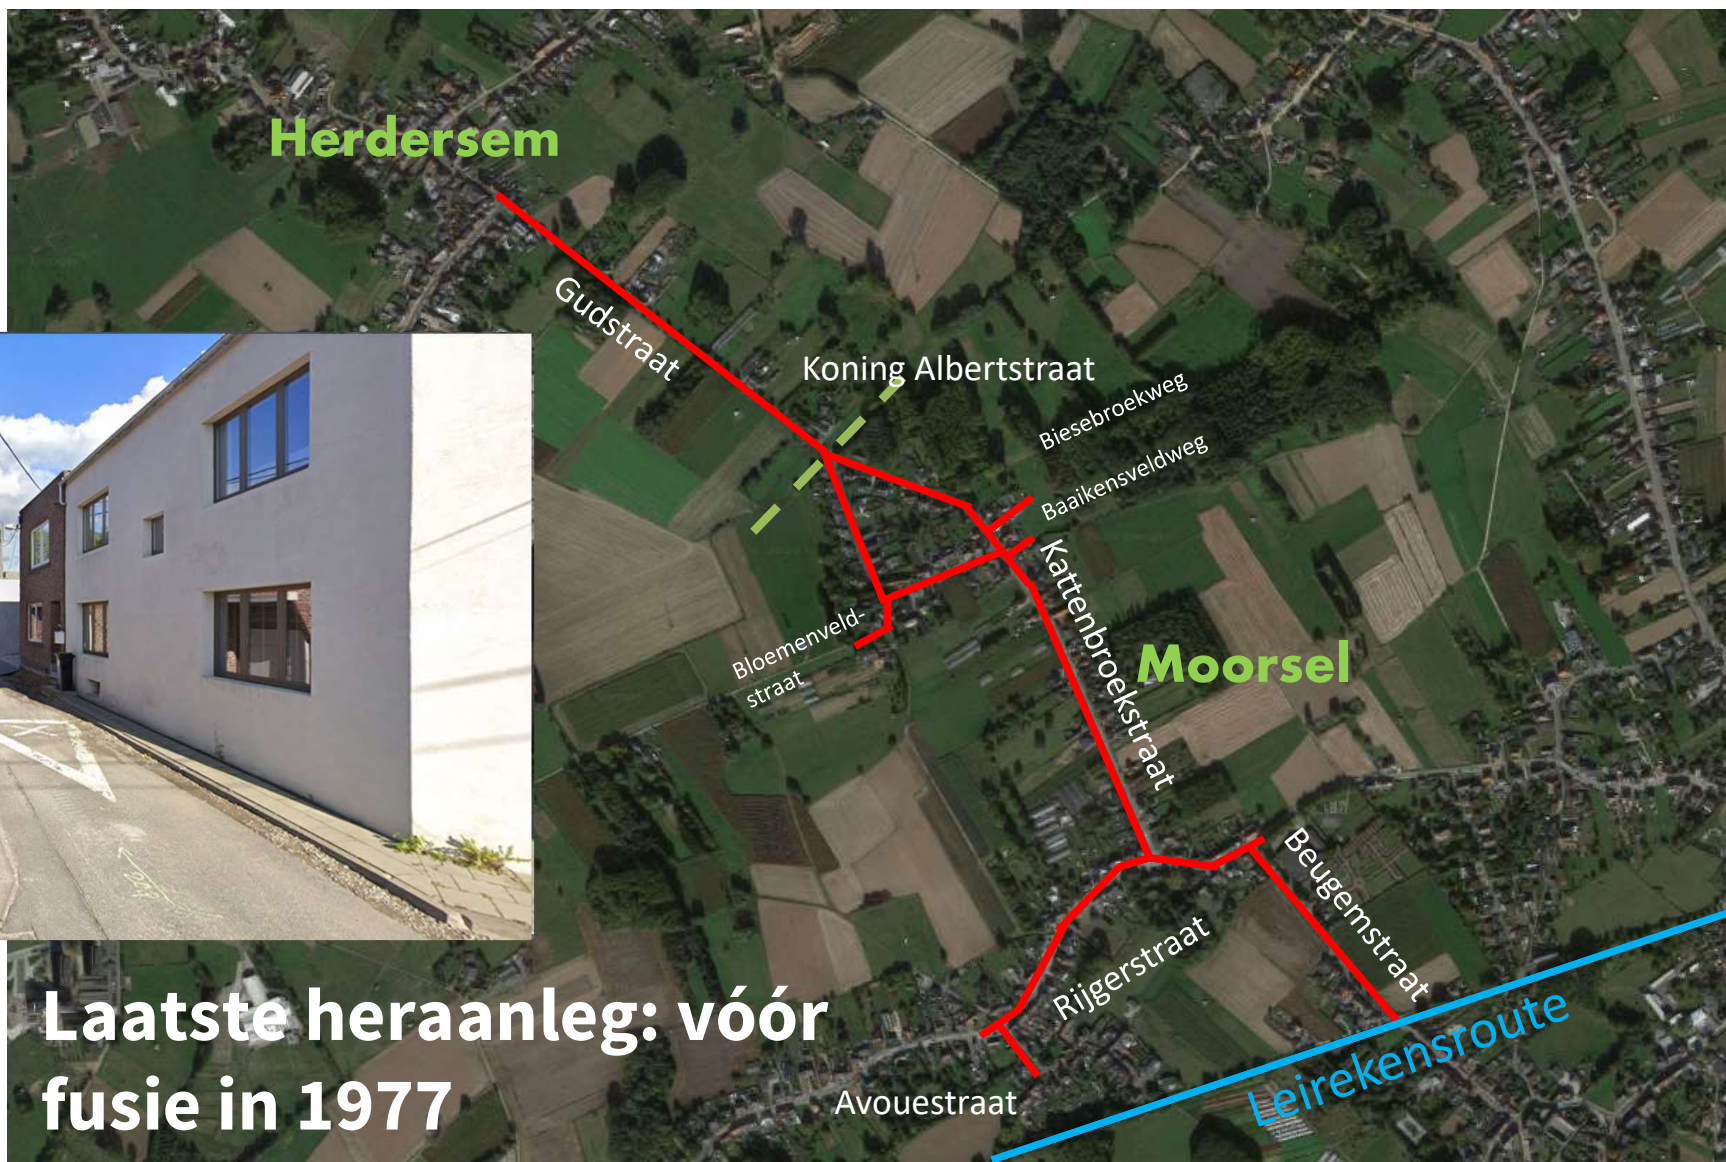 Herdersem
Gudstraat
Koning Albertstraat
Biesebroekweg
Baaikensveldweg
Kattenbroekstraat
Bloemenveld-
straat
Moorsel
Beugemstraat
Rijgerstraat
Leirekensroute
Avouestraat
Laatste heraanleg: vóór
fusie in 1977